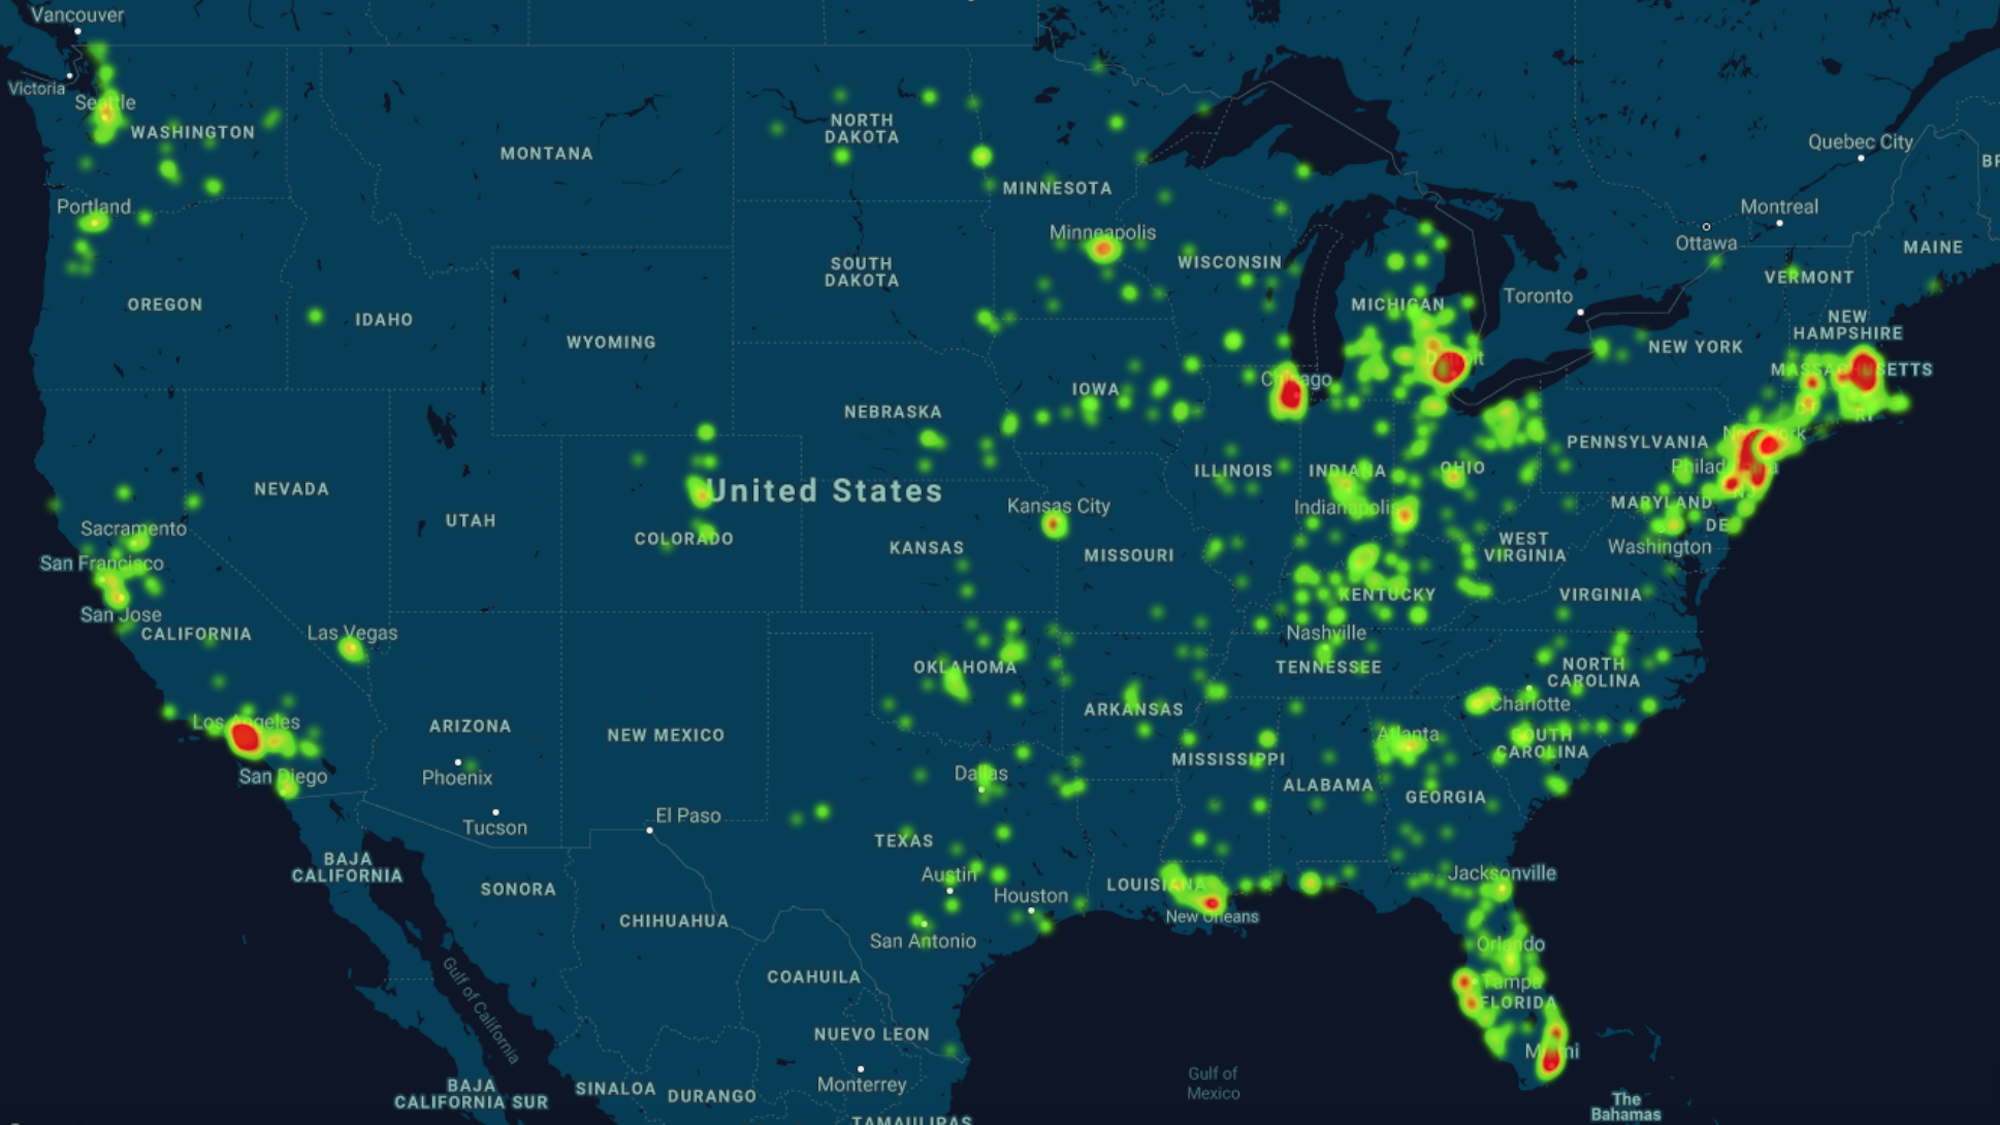 Vancouver
Victoria
Seattle
WASHINGTON
MONTANA
NORTH
DAKOTA
MINNESOTA
Quebec City
Portland
Minneapolis
Montreal
Ottawa
MAINE
WISCONSIN
SOUTH
DAKOTA
VERMONT
OREGON
IDAHO
WYOMING
MICHIGAN
Toronto
NEW
HAMPSHIRE
NEW YORK
Detroit
MASSACHUSETTS
Chicago
IOWA
NEBRASKA
CT
RI
New York
PENNSYLVANIA
Philadelphia
ILLINOIS
INDIANA
OHIO
NEVADA
United States
NJ
MARYLAND
Indianapolis
Kansas City
UTAH
COLORADO
Sacramento
KANSAS
MISSOURI
DE
WEST
VIRGINIA
Washington
San Francisco
KENTUCKY
VIRGINIA
San Jose
CALIFORNIA
Las Vegas
Nashville
TENNESSEE
OKLAHOMA
NORTH
CAROLINA
Charlotte
ARKANSAS
Los Angeles
ARIZONA
NEW MEXICO
Atlanta
SOUTH
CAROLINA
MISSISSIPPI
San Diego
Phoenix
Dallas
ALABAMA
GEORGIA
Tucson
El Paso
TEXAS
BAJA
CALIFORNIA
SONORA
Austin
Houston
LOUISIANA
Jacksonville
New Orleans
CHIHUAHUA
San Antonio
Orlando
Gulf of California
COAHUILA
Tampa
FLORIDA
NUEVO LEON
Miami
Monterrey
Gulf of
Mexico
BAJA
CALIFORNIA SUR
SINALOA
DURANGO
The
Bahamas
TAMAULIPAS